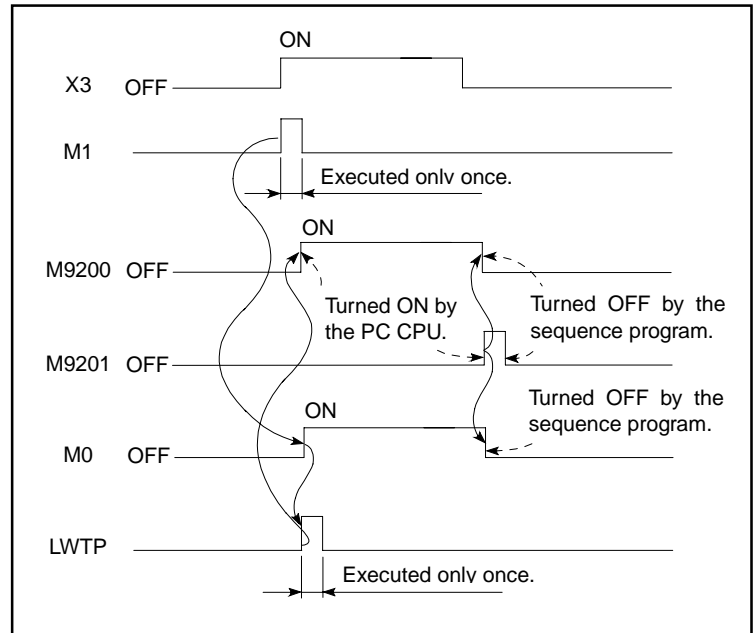 ON
X3 OFF
M1
Executed only once.
ON
M9200 OFF
Turned ON by
the PC CPU.
Turned OFF by the
sequence program.
M9201 OFF
Turned OFF by the
sequence program.
ON
M0 OFF
LWTP
Executed only once.